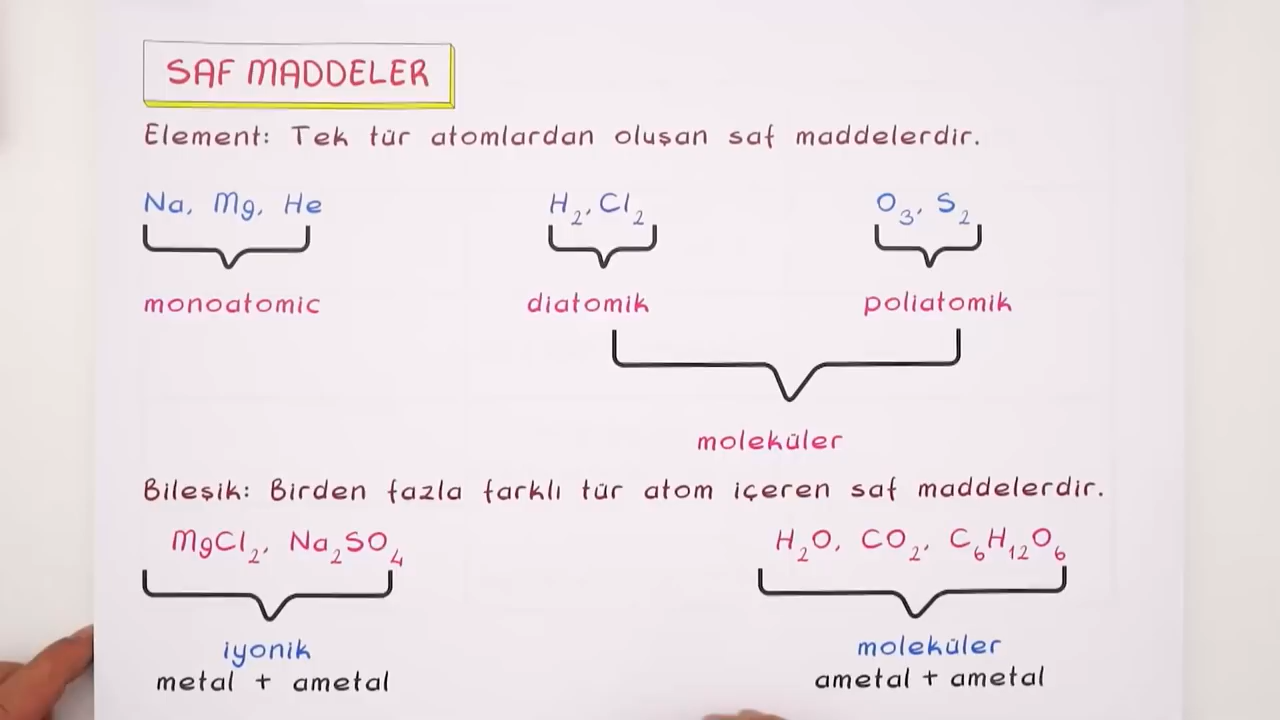 SAF MADDELER
Element: Tek tür atomlardan oluşan saf maddelerdir.
Na, Mg, He H₂, Cl₂ O₃, S₂
monoatomic diatomik poliatomik
moleküler
Bileşik: Birden fazla farklı tür atom içeren saf maddelerdir.
MgCl₂, Na₂SO₄ H₂O, CO₂, C₆H₁₂O₆
iyonik moleküler
metal + ametal ametal + ametal